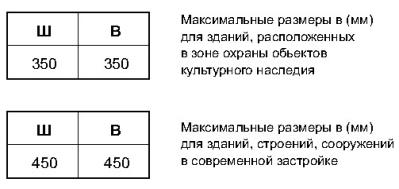 Ш В
350 350
Максимальные размеры в (мм)
для зданий, расположенных
в зоне охраны обьектов
культурного наследия
Ш В
450 450
Максимальные размеры в (мм)
для зданий, строений, сооружений
в современной застройке